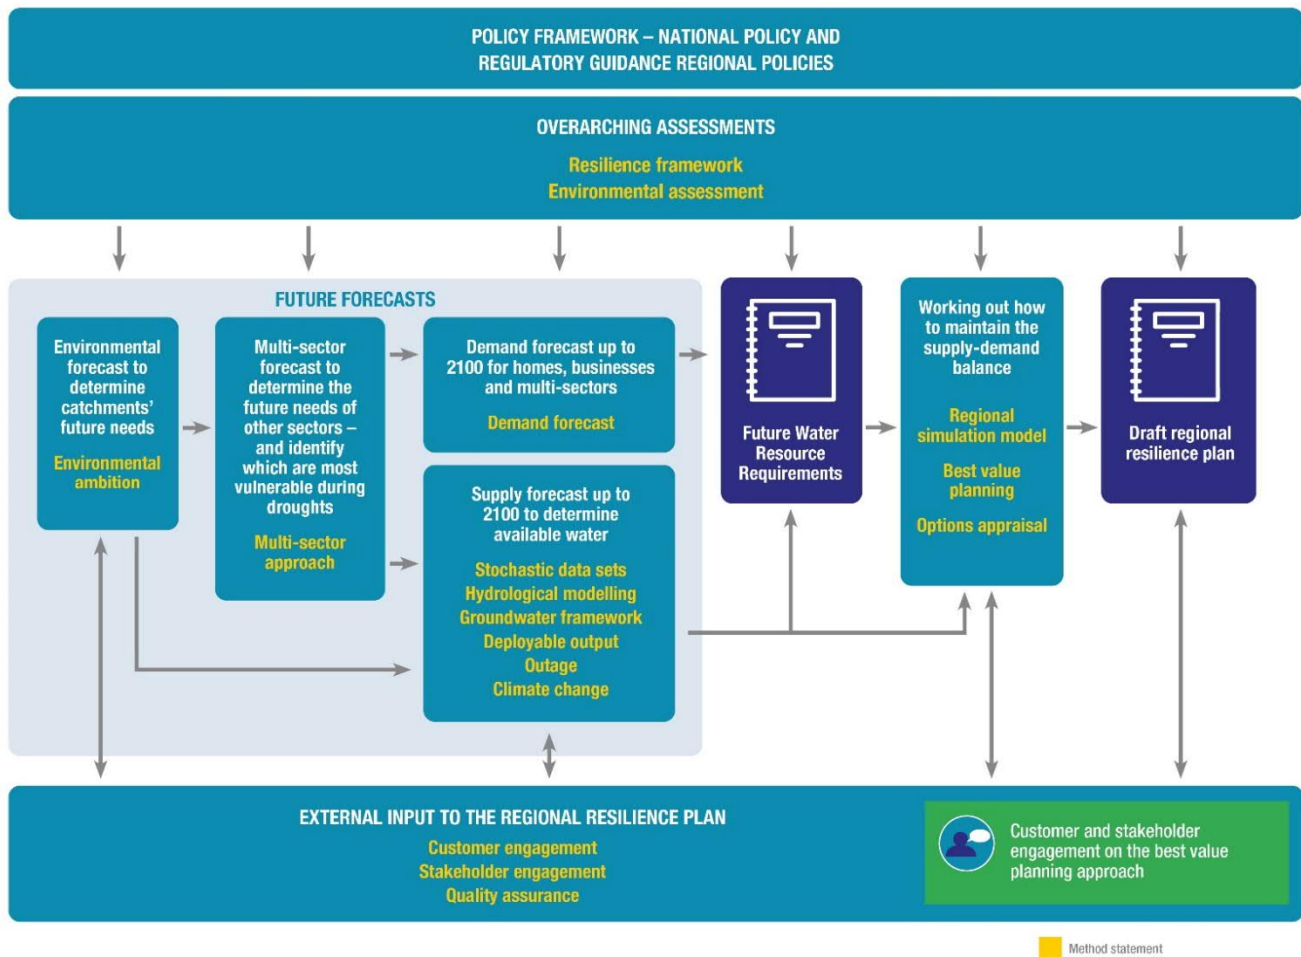 POLICY FRAMEWORK – NATIONAL POLICY AND
REGULATORY GUIDANCE REGIONAL POLICIES
OVERARCHING ASSESSMENTS
Resilience framework
Environmental assessment
FUTURE FORECASTS
Environmental
forecast to
determine
catchments’
future needs
Environmental
ambition
Multi-sector
forecast to
determine the
future needs of
other sectors –
and identify
which are most
vulnerable during
droughts
Multi-sector
approach
Demand forecast up to
2100 for homes, businesses
and multi-sectors
Demand forecast
Supply forecast up to
2100 to determine
available water
Stochastic data sets
Hydrological modelling
Groundwater framework
Deployable output
Outage
Climate change
Future Water
Resource
Requirements
Working out how
to maintain the
supply-demand
balance
Regional
simulation model
Best value
planning
Options appraisal
Draft regional
resilience plan
EXTERNAL INPUT TO THE REGIONAL RESILIENCE PLAN
Customer engagement
Stakeholder engagement
Quality assurance
Customer and stakeholder
engagement on the best value
planning approach
Method statement